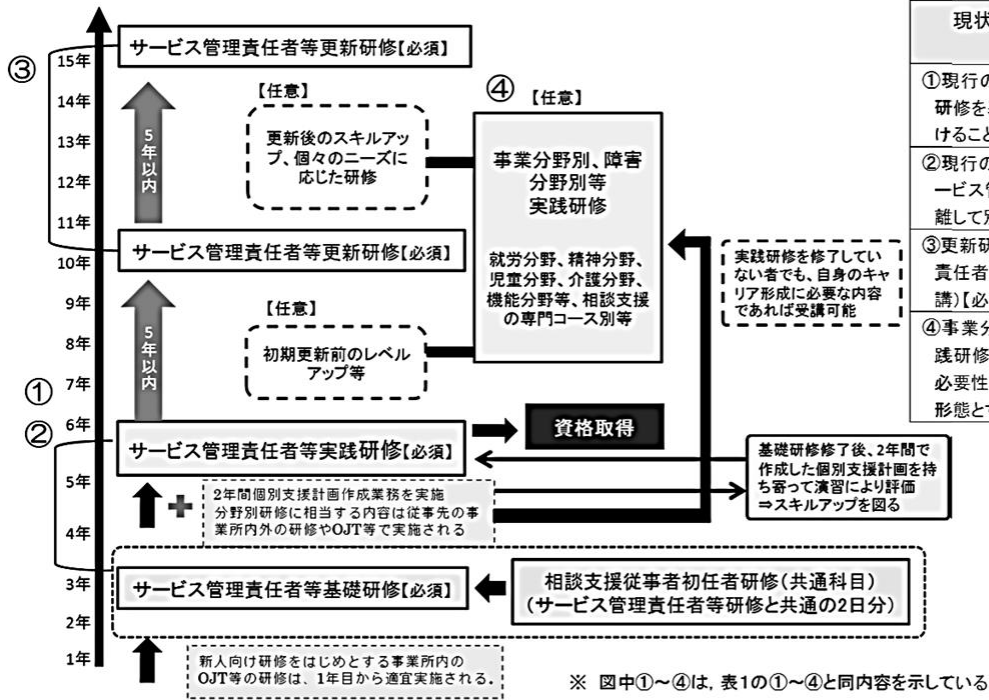 サービス管理責任者等更新研修【必須】
15年
③
14年
13年
12年
11年
10年
9年
8年
7年
6年
5年
4年
3年
2年
1年
5年以内
【任意】
更新後のスキルアッ
プ、個々のニーズに
応じた研修
④
【任意】
事業分野別、障害
分野別等
実践研修
就労分野、精神分野、
児童分野、介護分野、
機能分野等、相談支援
の専門コース別等
サービス管理責任者等更新研修【必須】
実践研修を修了してい
ない者でも、自身のキャ
リア形成に必要な内容
であれば受講可能
5年以内
【任意】
初期更新前のレベル
アップ等
①
②
資格取得
サービス管理責任者等実践研修【必須】
基礎研修修了後、2年間で
作成した個別支援計画を持
ち寄って演習により評価
⇒スキルアップを図る
2年間個別支援計画作成業務を実施
分野別研修に相当する内容は従事先の事
業所内外の研修やOJT等で実施される
サービス管理責任者等基礎研修【必須】
相談支援従事者初任者研修（共通科目）
（サービス管理責任者等研修と共通の2日分）
新人向け研修をはじめとする事業所内の
OJT等の研修は、1年目から適宜実施される。
※ 図中①～④は，表1の①～④と同内容を示している
現状
①現行の
研修を
けること
②現行の
ービス管
離して別
③更新研
責任者
講）【必
④事業分
践研修
必要性
形態と